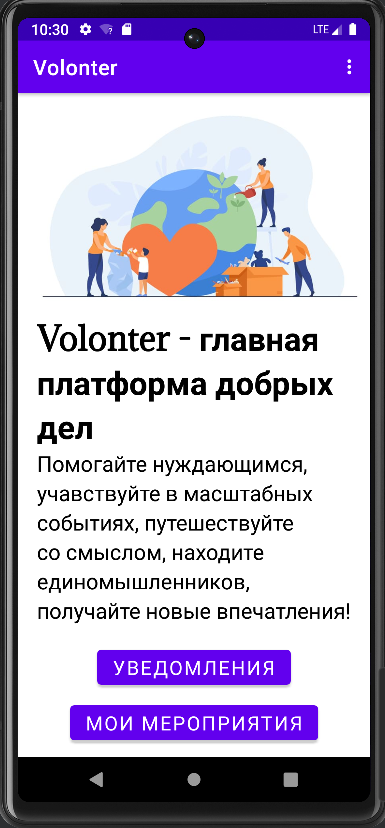 10:30 LTE
Volonter
Volonter - главная
платформа добрых
дел
Помогайте нуждающимся,
учавствуйте в масштабных
событиях, путешествуйте
со смыслом, находите
единомышленников,
получайте новые впечатления!
УВЕДОМЛЕНИЯ
МОИ МЕРОПРИЯТИЯ